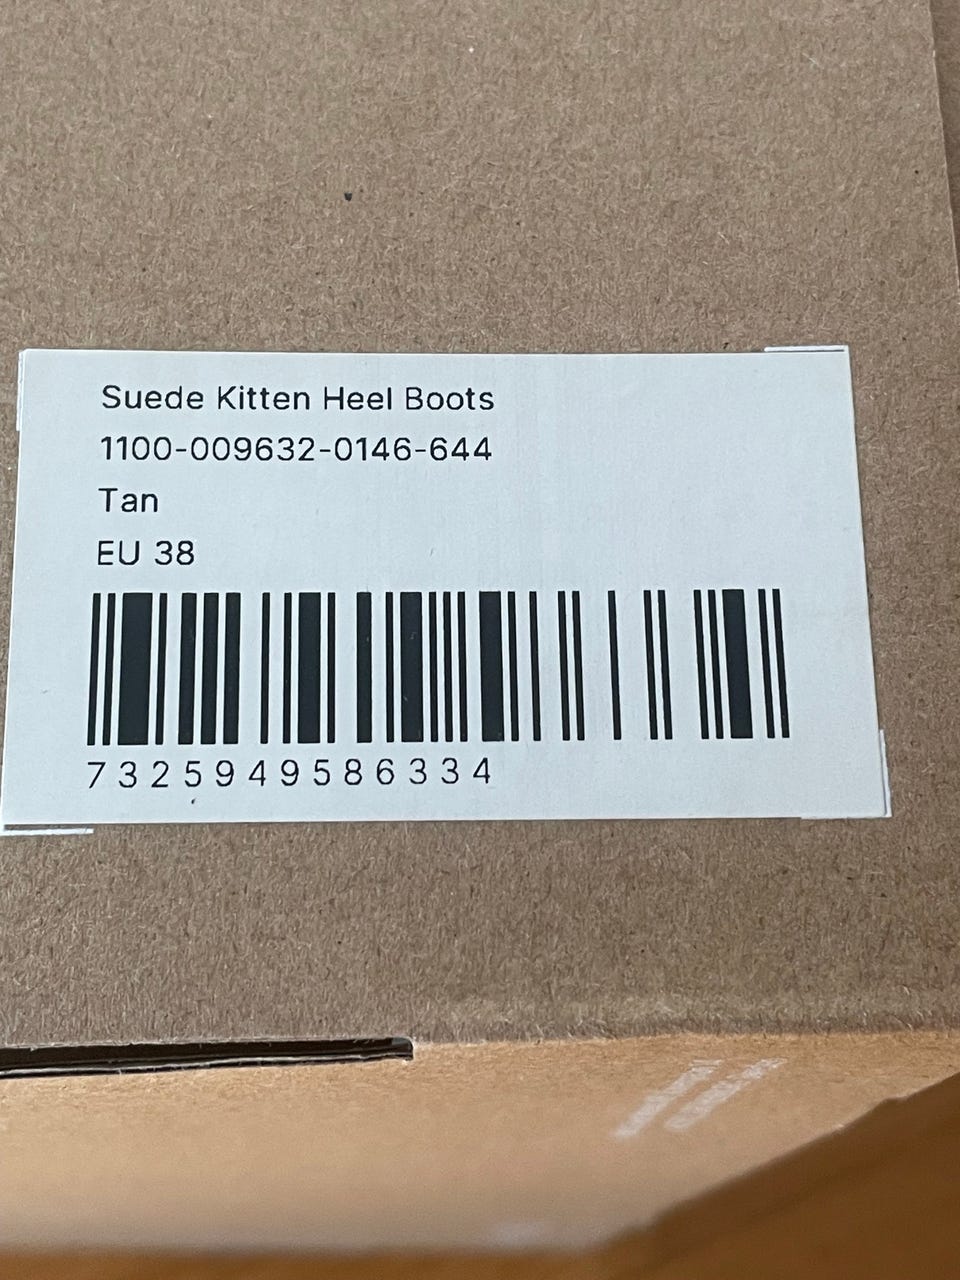 Suede Kitten Heel Boots
1100-009632-0146-644
Tan
EU 38
7325949586334